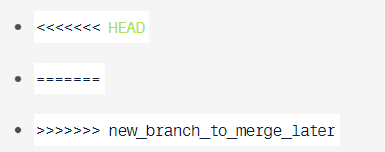 <<<<<<< HEAD
=======
>>>>>>> new_branch_to_merge_later